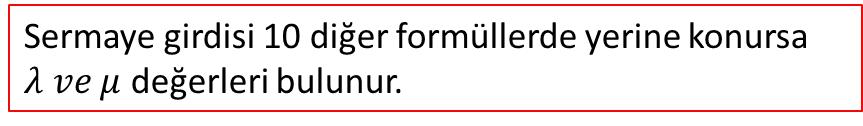 Sermaye girdisi 10 diğer formüllerde yerine konursa
λ ve μ değerleri bulunur.